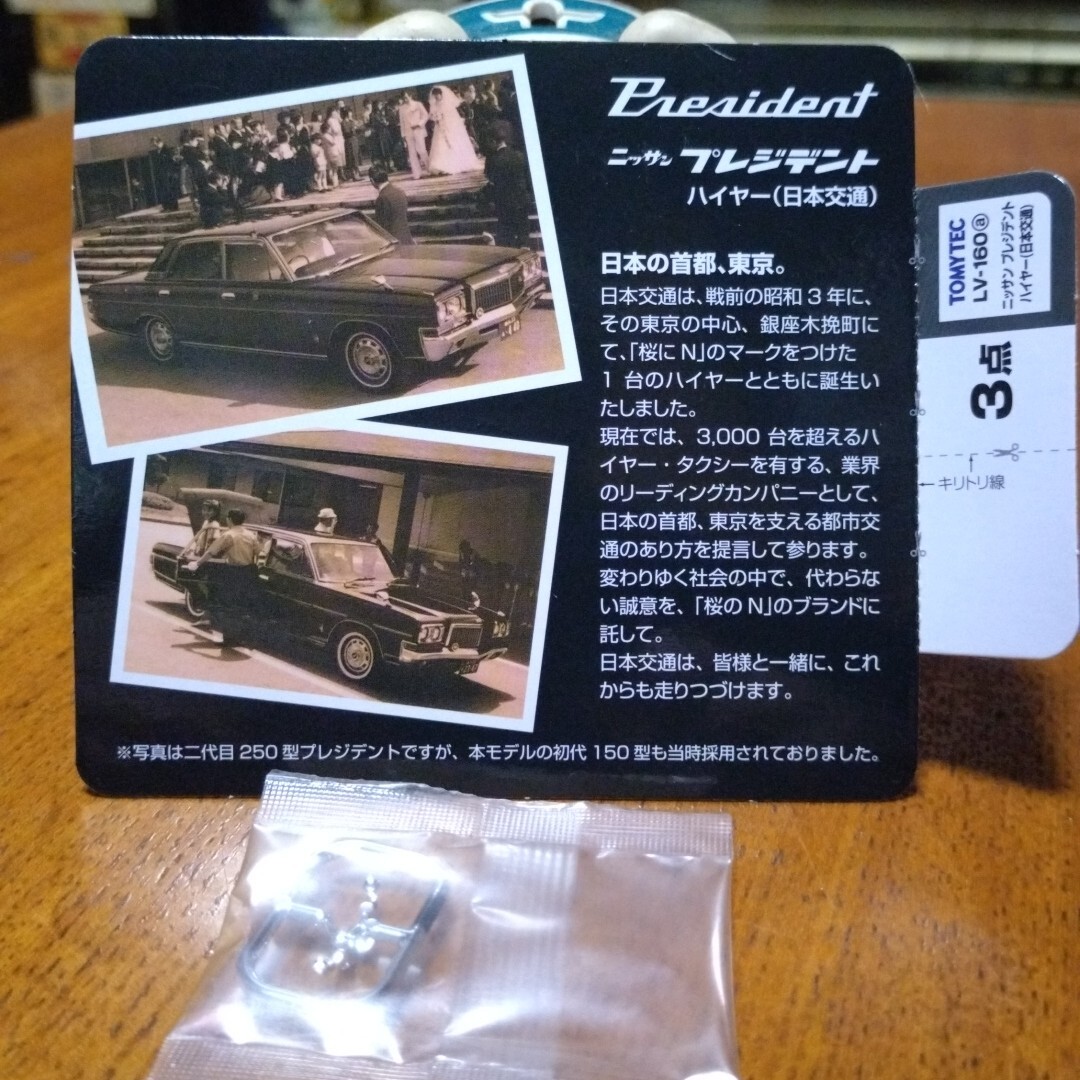 President
ニッサン プレジデント
ハイヤー(日本交通)
日本の首都、東京。
日本交通は、戦前の昭和3年に、
その東京の中心、銀座木挽町に
て、「桜にN」のマークをつけた
1 台のハイヤーとともに誕生い
たしました。
現在では、3,000 台を超えるハ
イヤー・タクシーを有する、業界
のリーディングカンパニーとして、
日本の首都、東京を支える都市交
通のあり方を提言して参ります。
変わりゆく社会の中で、代わらな
い誠意を、「桜のN」のブランドに
託して。
日本交通は、皆様と一緒に、これ
からも走りつづけます。
※写真は二代目 250 型プレジデントですが、本モデルの初代 150 型も当時採用されておりました。
TOMYTEC
LV-160ⓐ
ニッサン プレジデント
ハイヤー(日本交通)
3点
キリトリ線